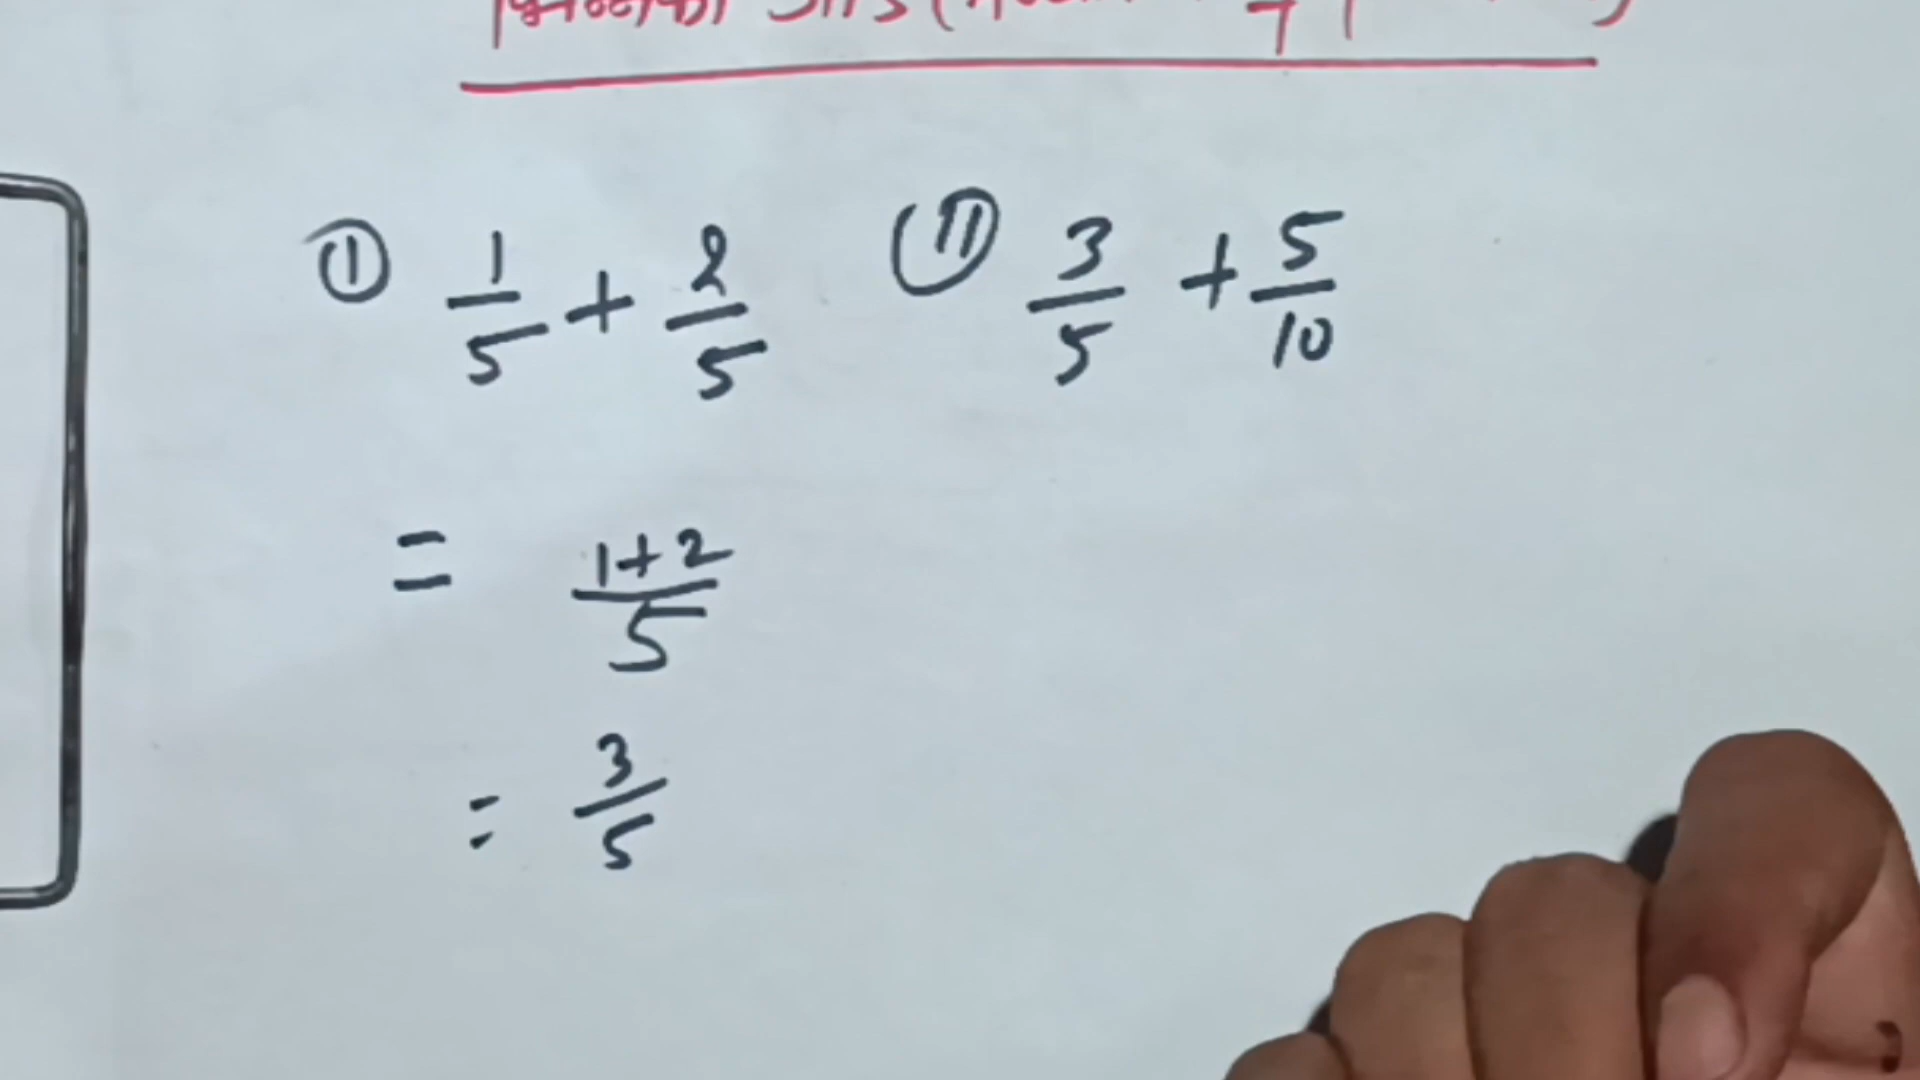 ① 1/5 + 2/5 ⑪ 3/5 + 5/10
= 1+2/5
= 3/5